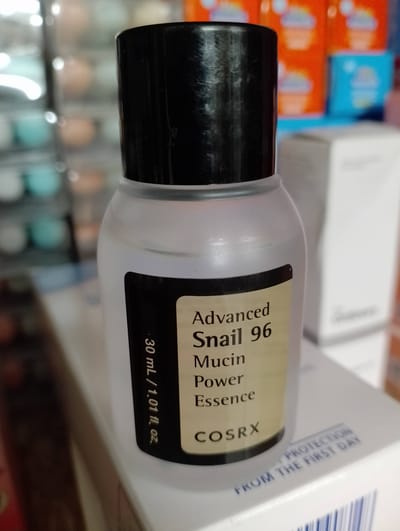 Advanced
Snail 96
Mucin
Power
Essence
COSRX
30 mL / 1.01 fl. oz.
PROTECTION
FROM THE FIRST DAY